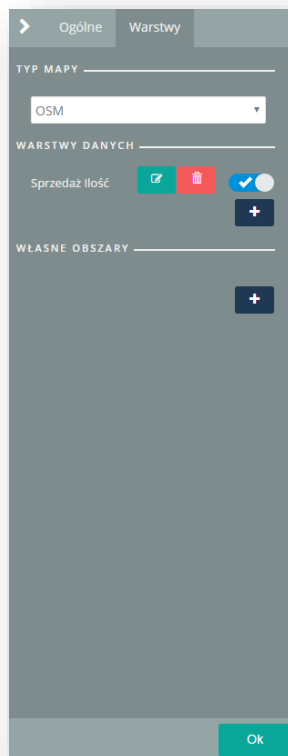 Ogólne Warstwy
TYP MAPY
OSM
WARSTWY DANYCH
Sprzedaż Ilość
WŁASNE OBSZARY
Ok